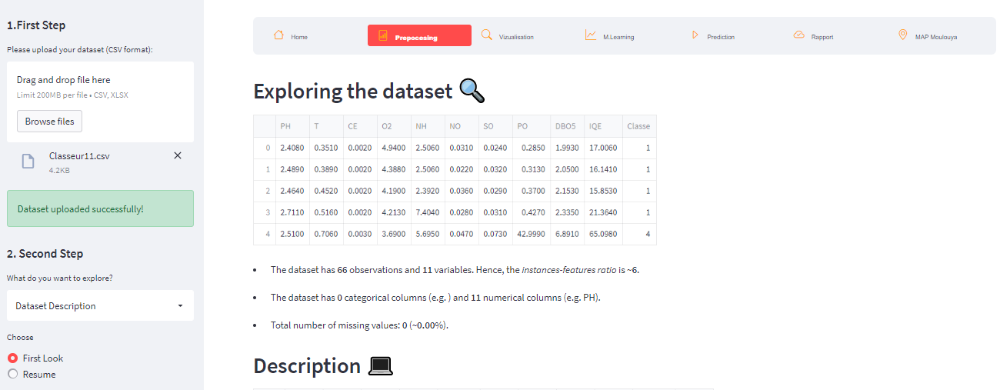 1.First Step
Please upload your dataset (CSV format):
Drag and drop file here
Limit 200MB per file • CSV, XLSX
Browse files
Classeur11.csv
4.2KB
Dataset uploaded successfully!
2. Second Step
What do you want to explore?
Dataset Description
Choose
First Look
Resume
Home Prepocesing Vizualisation M.Learning Prediction Rapport MAP Moulouya
Exploring the dataset
PH T CE O2 NH NO SO PO DBO5 IQE Classe
0 2.4080 0.3510 0.0020 4.9400 2.5060 0.0310 0.0240 0.2850 1.9930 17.0060 1
1 2.4890 0.3890 0.0020 4.3880 2.5060 0.0220 0.0320 0.3130 2.0500 16.1410 1
2 2.4640 0.4520 0.0020 4.1900 2.3920 0.0360 0.0290 0.3700 2.1530 15.8530 1
3 2.7110 0.5160 0.0020 4.2130 7.4040 0.0280 0.0310 0.4270 2.3350 21.3640 1
4 2.5100 0.7060 0.0030 3.6900 5.6950 0.0470 0.0730 42.9990 6.8910 65.0980 4
• The dataset has 66 observations and 11 variables. Hence, the instances-features ratio is ~6.
• The dataset has 0 categorical columns (e.g. ) and 11 numerical columns (e.g. PH).
• Total number of missing values: 0 (~0.00%).
Description